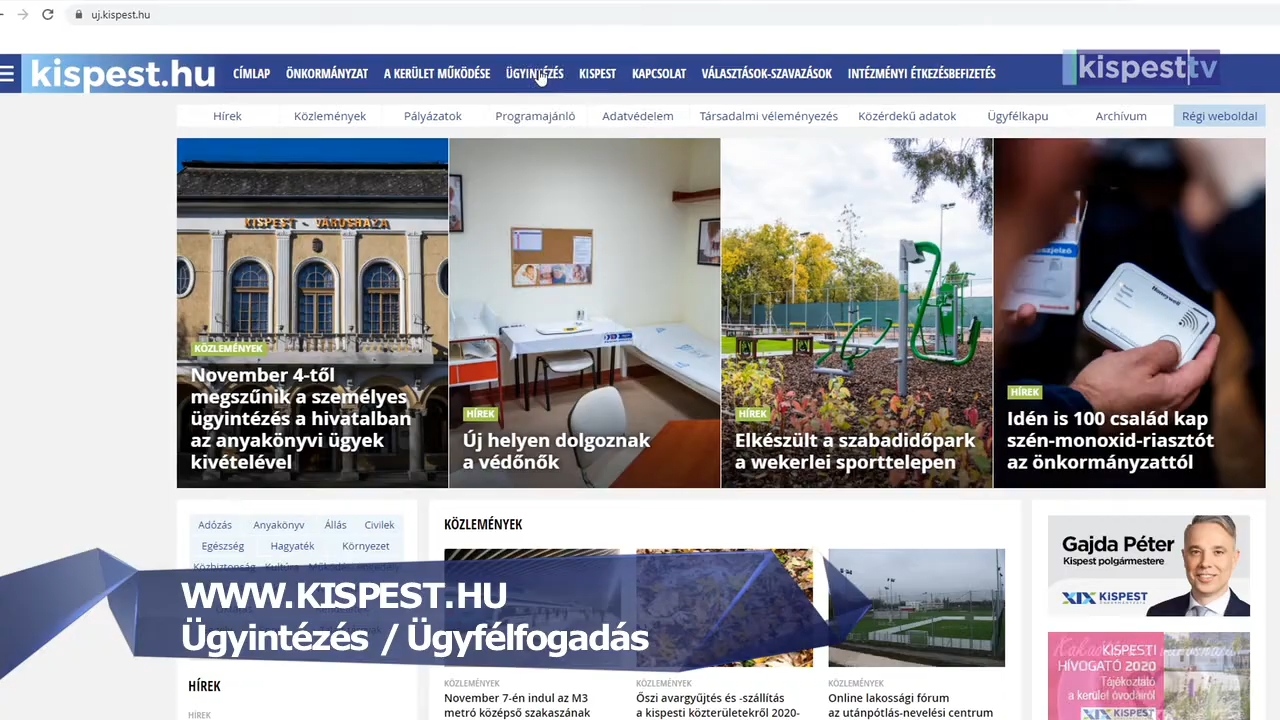 uj.kispest.hu
kispest.hu
CÍMLAP ÖNKORMÁNYZAT A KERÜLET MŰKÖDÉSE ÜGYINTÉZÉS KISPEST KAPCSOLAT VÁLASZTÁSOK-SZAVAZÁSOK INTÉZMÉNYI ÉTKEZÉSBEFIZETÉS
kispesttv
Hírek Közlemények Pályázatok Programajánló Adatvédelem Társadalmi véleményezés Közérdekű adatok Ügyfélkapu Archívum Régi weboldal
KISPEST - VÁROSHÁZA
KÖZLEMÉNYEK
November 4-től
megszűnik a személyes
ügyintézés a hivatalban
az anyakönyvi ügyek
kivételével
HÍREK
Új helyen dolgoznak
a védőnők
HÍREK
Elkészült a szabadidőpark
a wekerlei sporttelepen
Honeywell
HÍREK
Idén is 100 család kap
szén-monoxid-riasztót
az önkormányzattól
Adózás Anyakönyv Állás Civilek
Egészség Hagyaték Környezet
Közbiztonság
WWW.KISPEST.HU
Ügyintézés / Ügyfélfogadás
HÍREK
HÍREK
KÖZLEMÉNYEK
KÖZLEMÉNYEK
November 7-én indul az M3
metró középső szakaszának
KÖZLEMÉNYEK
Őszi avargyűjtés és -szállítás
a kispesti közterületekről 2020-
KÖZLEMÉNYEK
Online lakossági fórum
az utánpótlás-nevelési centrum
Gajda Péter
Kispest polgármestere
XIX KISPEST
ÖNKORMÁNYZATA
KISPESTI
HÍVOGATÓ 2020
Tájékoztató
a kerület óvodáiról
XIX KISPEST